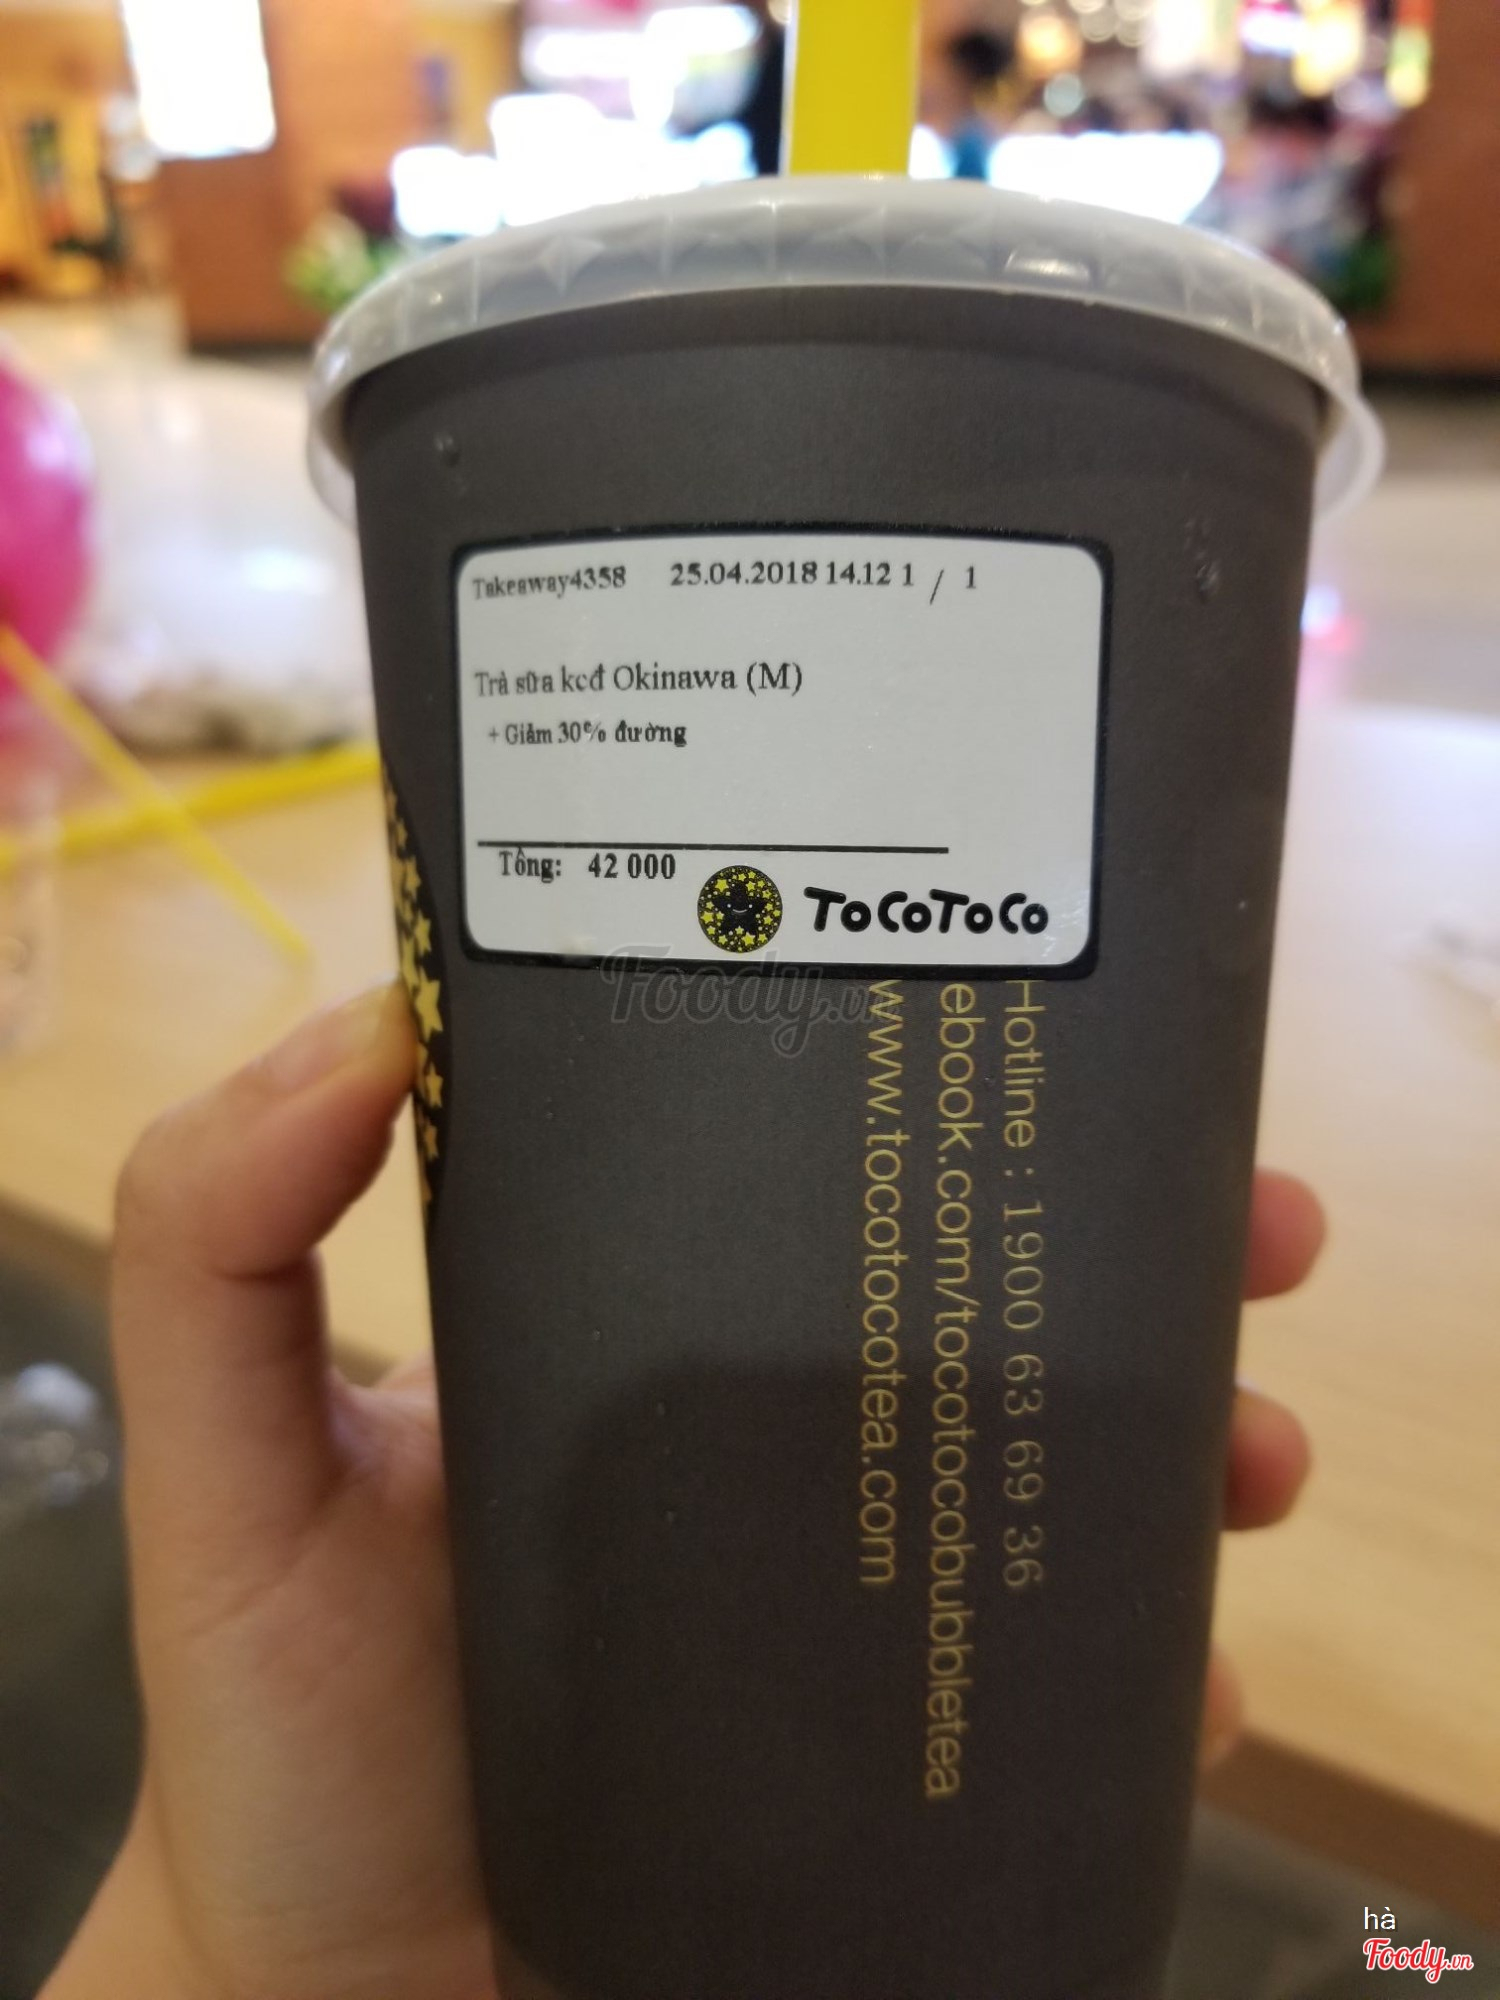 Takeaway4358 25.04.2018 14.12 1 / 1
Trà sữa kcđ Okinawa (M)
+ Giảm 30% đường
Tổng: 42 000
ToCoToCo
Foody.vn
Hotline : 1900 63 69 36
ebook.com/tocotocobubbletea
www.tocotocotea.com
hà
Foody.vn